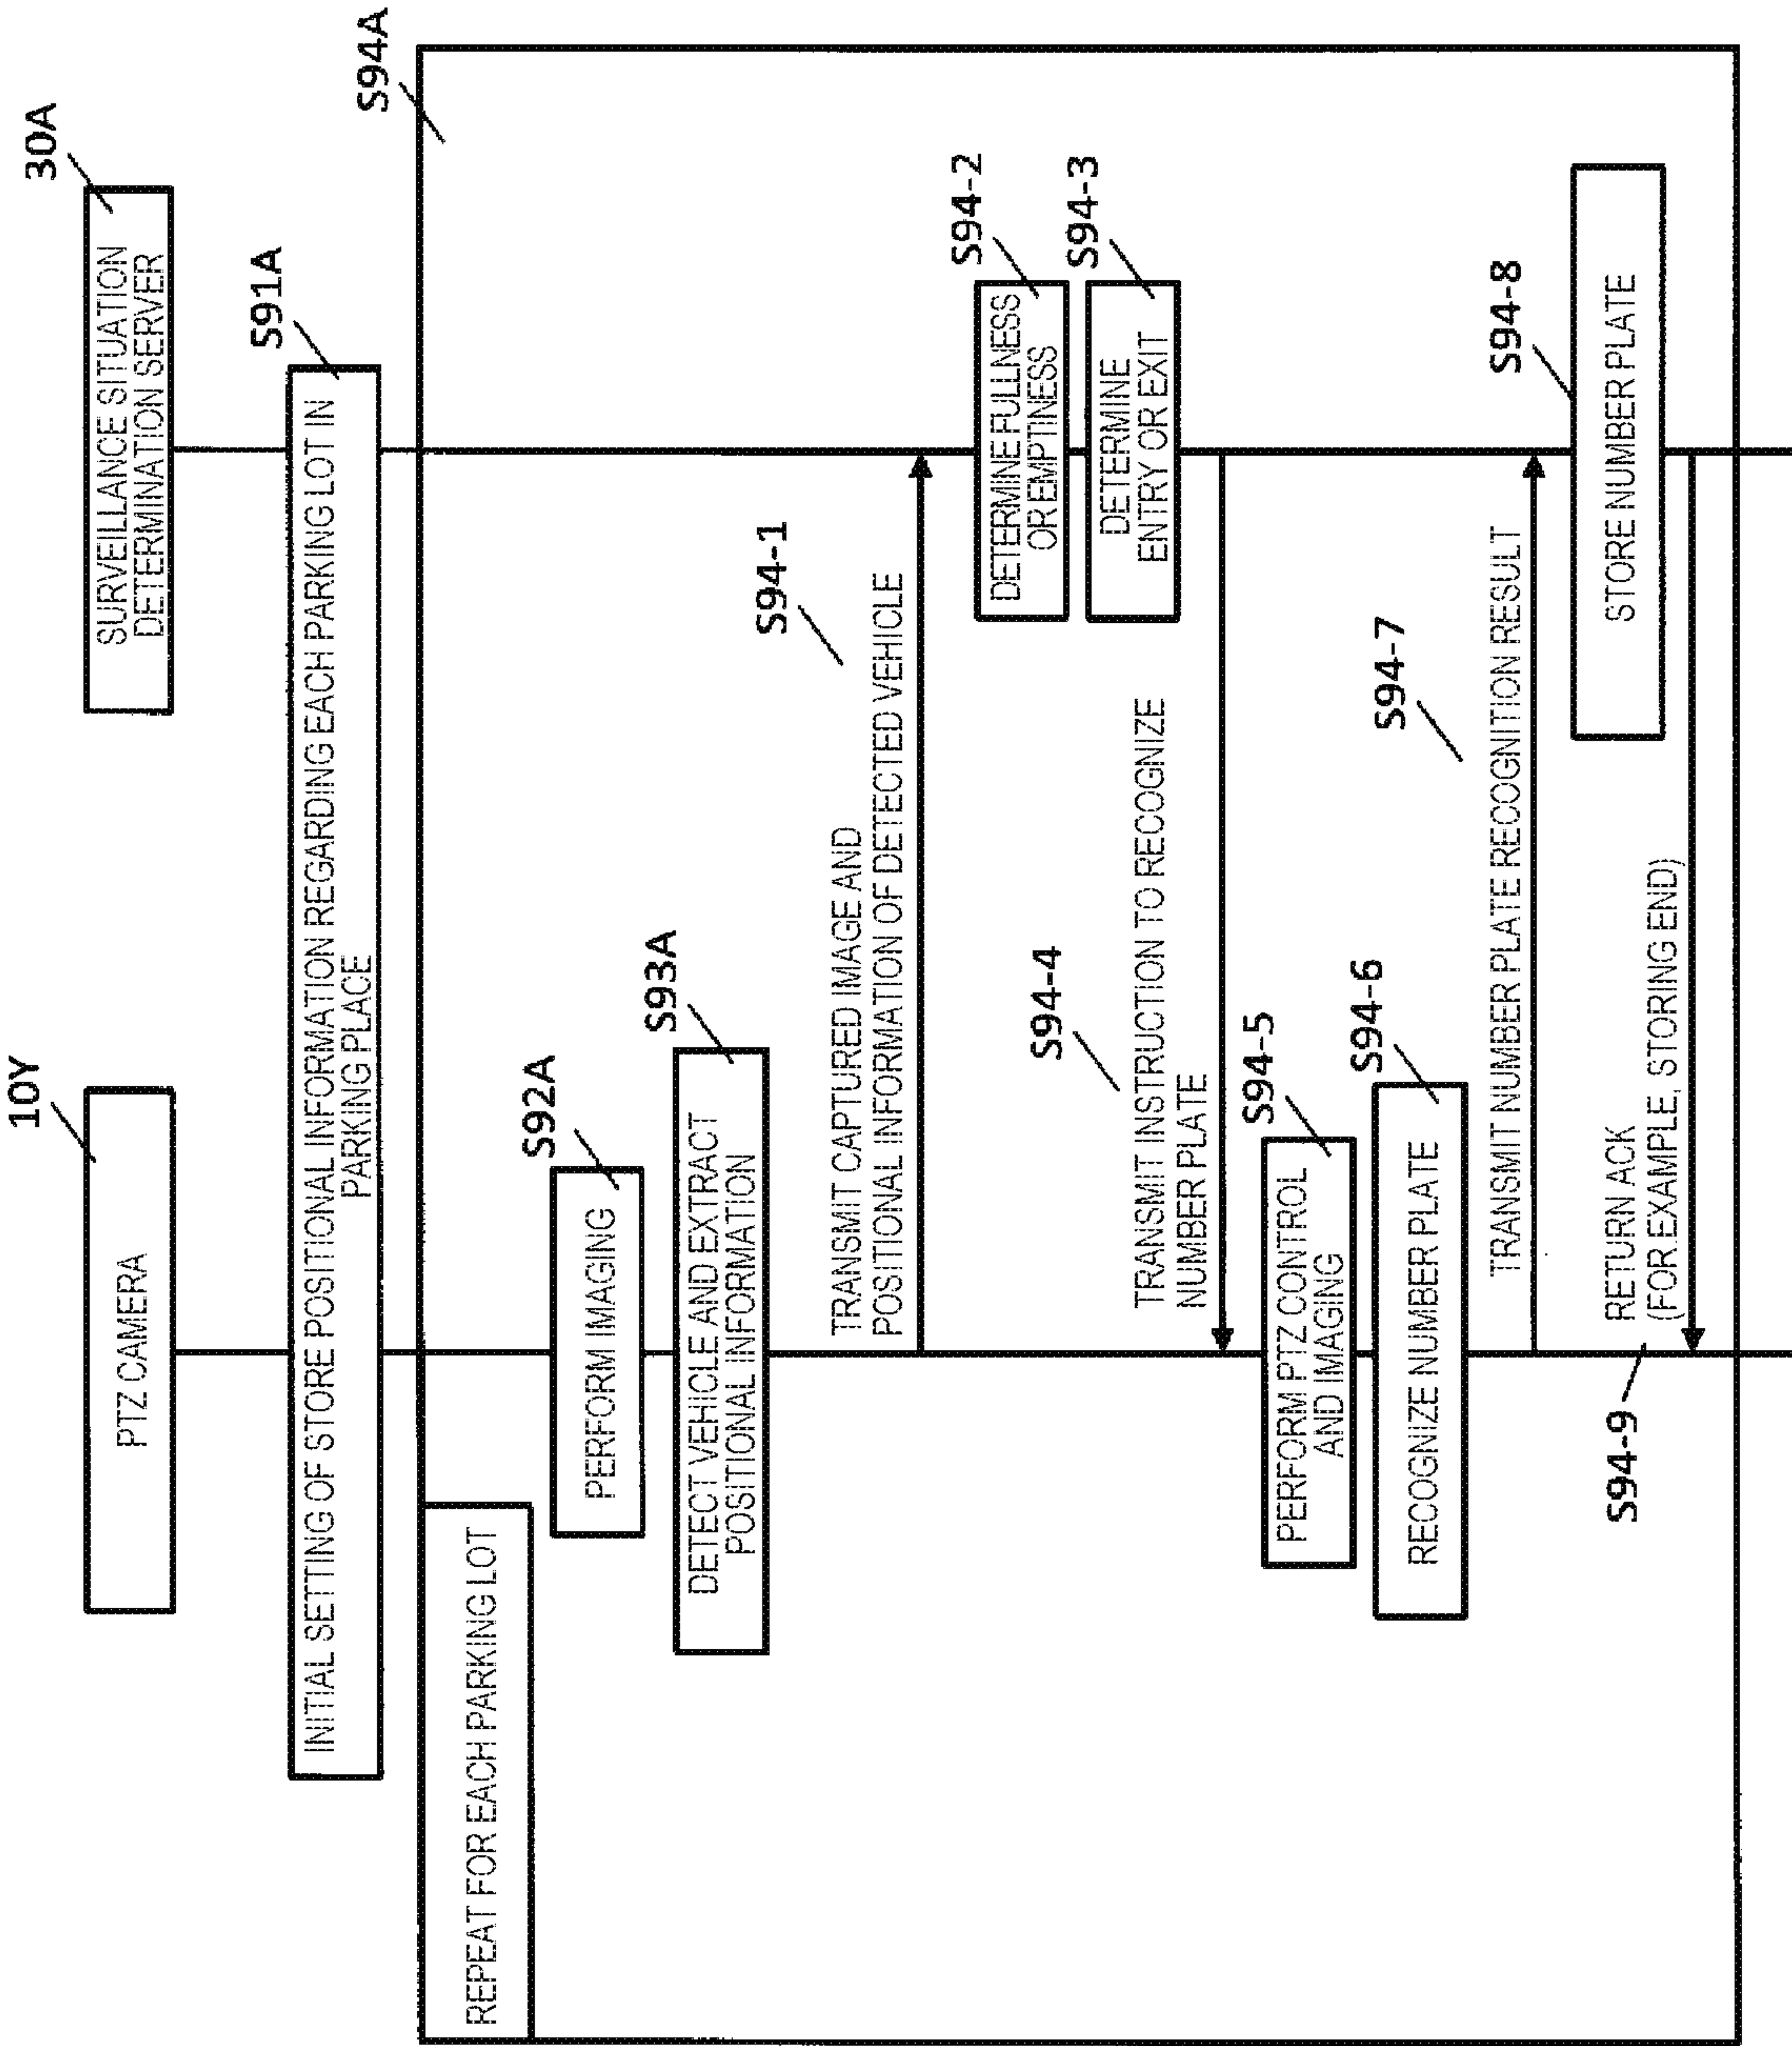 10Y
30A
PTZ CAMERA
SURVEILLANCE SITUATION
DETERMINATION SERVER
S91A
INITIAL SETTING OF STORE POSITIONAL INFORMATION REGARDING EACH PARKING LOT IN
PARKING PLACE
S94A
REPEAT FOR EACH PARKING LOT
S92A
PERFORM IMAGING
S93A
DETECT VEHICLE AND EXTRACT
POSITIONAL INFORMATION
S94-1
TRANSMIT CAPTURED IMAGE AND
POSITIONAL INFORMATION OF DETECTED VEHICLE
S94-2
DETERMINE FULLNESS
OR EMPTINESS
S94-3
DETERMINE
ENTRY OR EXIT
S94-4
TRANSMIT INSTRUCTION TO RECOGNIZE
NUMBER PLATE
S94-5
PERFORM PTZ CONTROL
AND IMAGING
S94-6
RECOGNIZE NUMBER PLATE
S94-7
TRANSMIT NUMBER PLATE RECOGNITION RESULT
S94-8
STORE NUMBER PLATE
S94-9
RETURN ACK
(FOR EXAMPLE, STORING END)